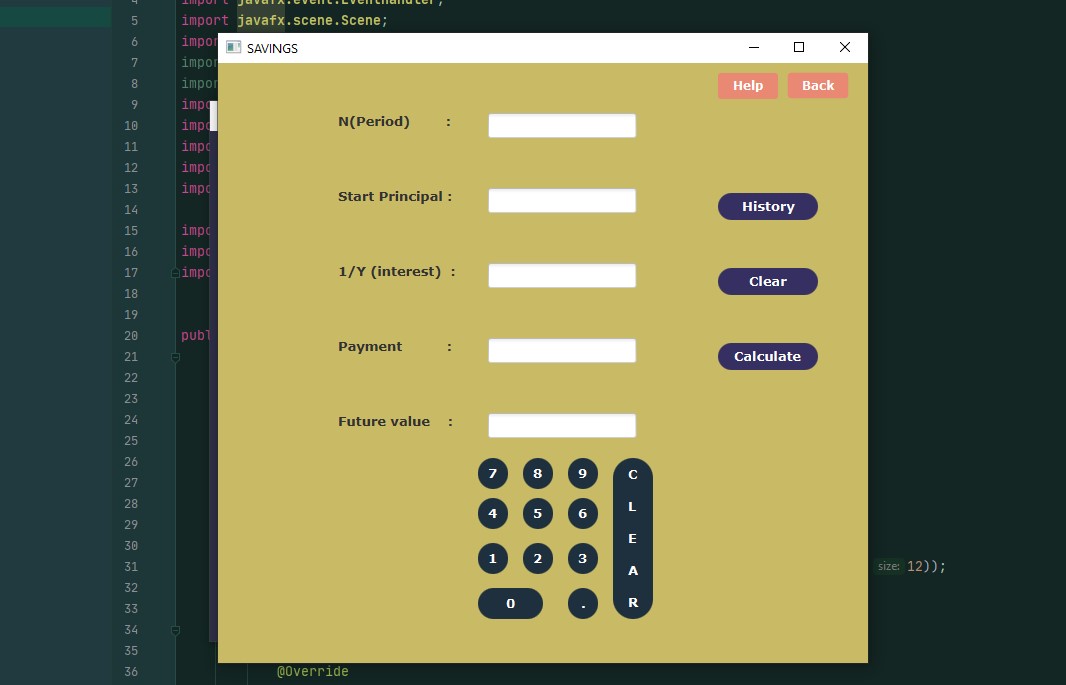 4 import javafx.event.EventHandler;
5 import javafx.scene.Scene;
6 impor
7 impor
8 impor
9 impo
10 impo
11 impo
12 impo
13 impo
14
15 impo
16 impo
17 impo
18
19
20 publ
21
22
23
24
25
26
27
28
29
30
31 size: 12));
32
33
34
35
36 @Override
SAVINGS
Help Back
N(Period) :
Start Principal :
History
1/Y (interest) :
Clear
Payment :
Calculate
Future value :
7 8 9
4 5 6
1 2 3
0 .
C
L
E
A
R